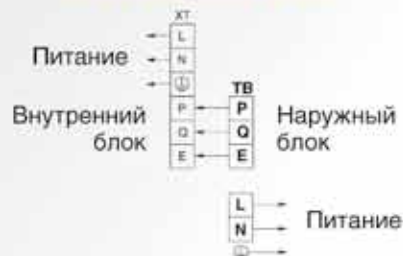 XT
L
Питание
N
Внутренний
блок
P
Q
E
TB
P
Q
E
Наружный
блок
L
N
Питание